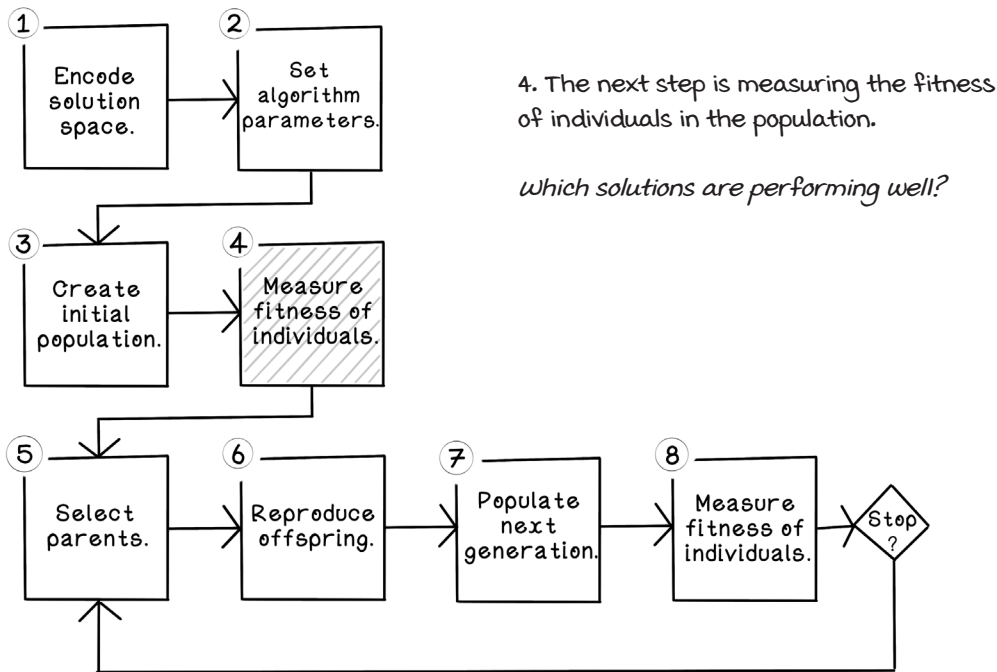 1
Encode
solution
space.
2
Set
algorithm
parameters.
4. The next step is measuring the fitness
of individuals in the population.
Which solutions are performing well?
3
Create
initial
population.
4
Measure
fitness of
individuals.
5
Select
parents.
6
Reproduce
offspring.
7
Populate
next
generation.
8
Measure
fitness of
individuals.
Stop
?